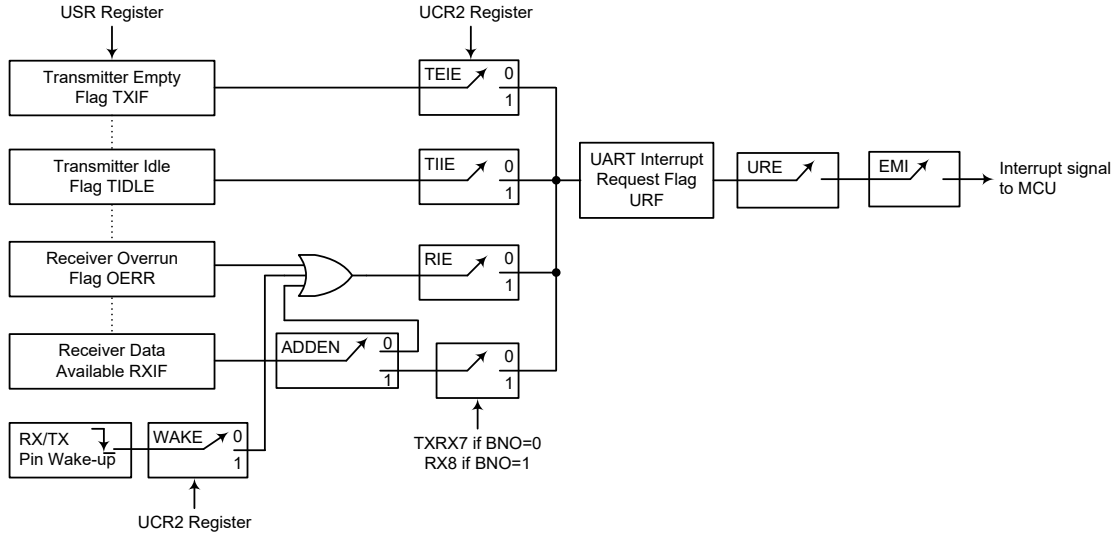 USR Register
UCR2 Register
Transmitter Empty
Flag TXIF
TEIE
0
1
Transmitter Idle
Flag TIDLE
TIIE
0
1
UART Interrupt
Request Flag
URF
URE
EMI
Interrupt signal
to MCU
Receiver Overrun
Flag OERR
RIE
0
1
Receiver Data
Available RXIF
ADDEN
0
1
0
1
RX/TX
Pin Wake-up
WAKE
0
1
TXRX7 if BNO=0
RX8 if BNO=1
UCR2 Register